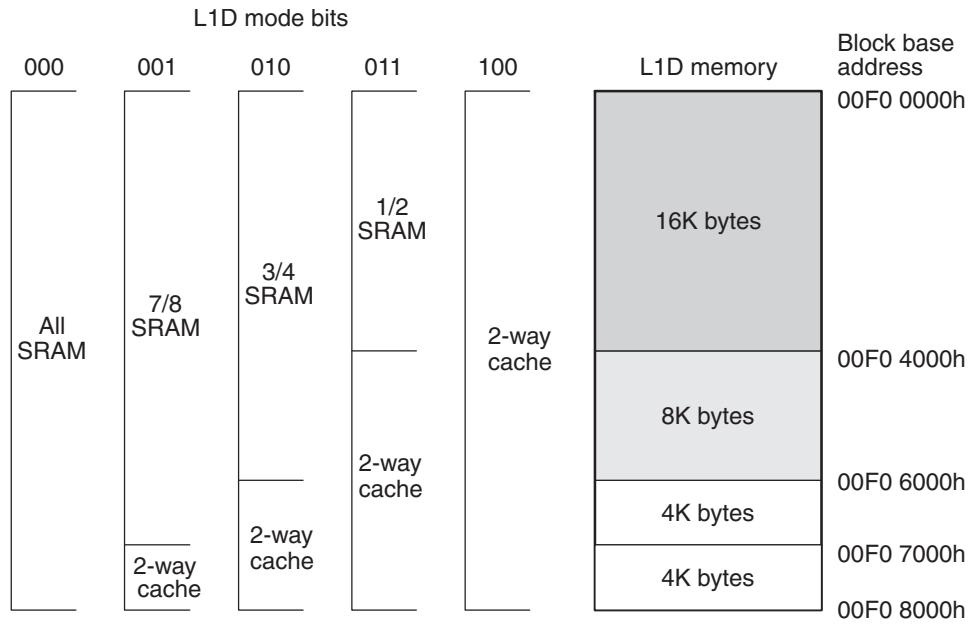 L1D mode bits
000 001 010 011 100 L1D memory
Block base
address
00F0 0000h
1/2
SRAM
16K bytes
3/4
SRAM
7/8
SRAM
All
SRAM
2-way
cache
00F0 4000h
8K bytes
2-way
cache
00F0 6000h
4K bytes
2-way
cache
00F0 7000h
2-way
cache
4K bytes
00F0 8000h